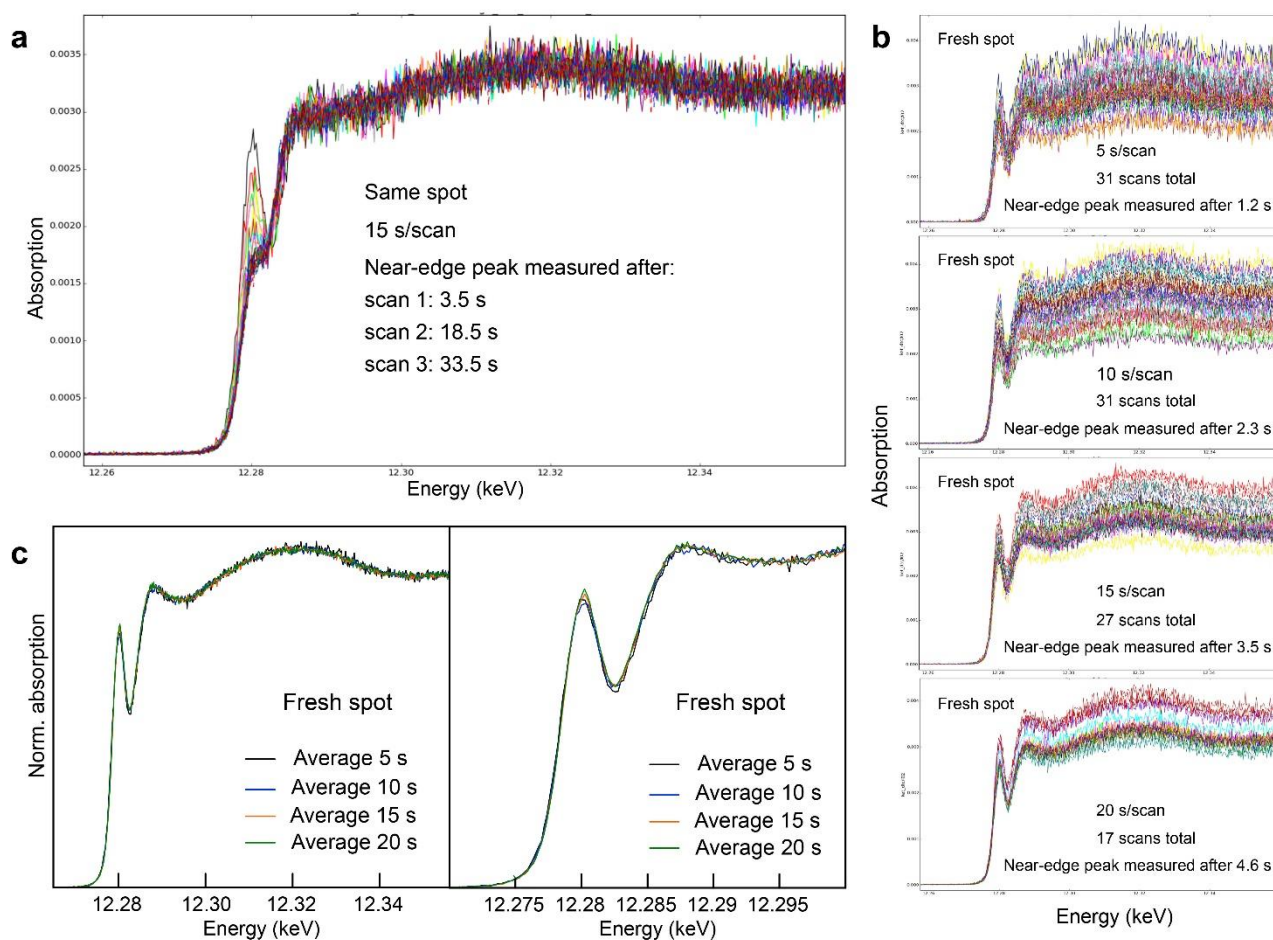 a
0.0035
0.0030
0.0025
0.0020
0.0015
0.0010
0.0005
0.0000
Absorption
Same spot
15 s/scan
Near-edge peak measured after:
scan 1: 3.5 s
scan 2: 18.5 s
scan 3: 33.5 s
12.26 12.28 12.30 12.32 12.34
Energy (keV)
b
Absorption
Fresh spot
5 s/scan
31 scans total
Near-edge peak measured after 1.2 s
Fresh spot
10 s/scan
31 scans total
Near-edge peak measured after 2.3 s
Fresh spot
15 s/scan
27 scans total
Near-edge peak measured after 3.5 s
Fresh spot
20 s/scan
17 scans total
Near-edge peak measured after 4.6 s
Energy (keV)
c
Norm. absorption
Fresh spot
Average 5 s
Average 10 s
Average 15 s
Average 20 s
12.28 12.30 12.32 12.34
Energy (keV)
Fresh spot
Average 5 s
Average 10 s
Average 15 s
Average 20 s
12.275 12.28 12.285 12.29 12.295
Energy (keV)